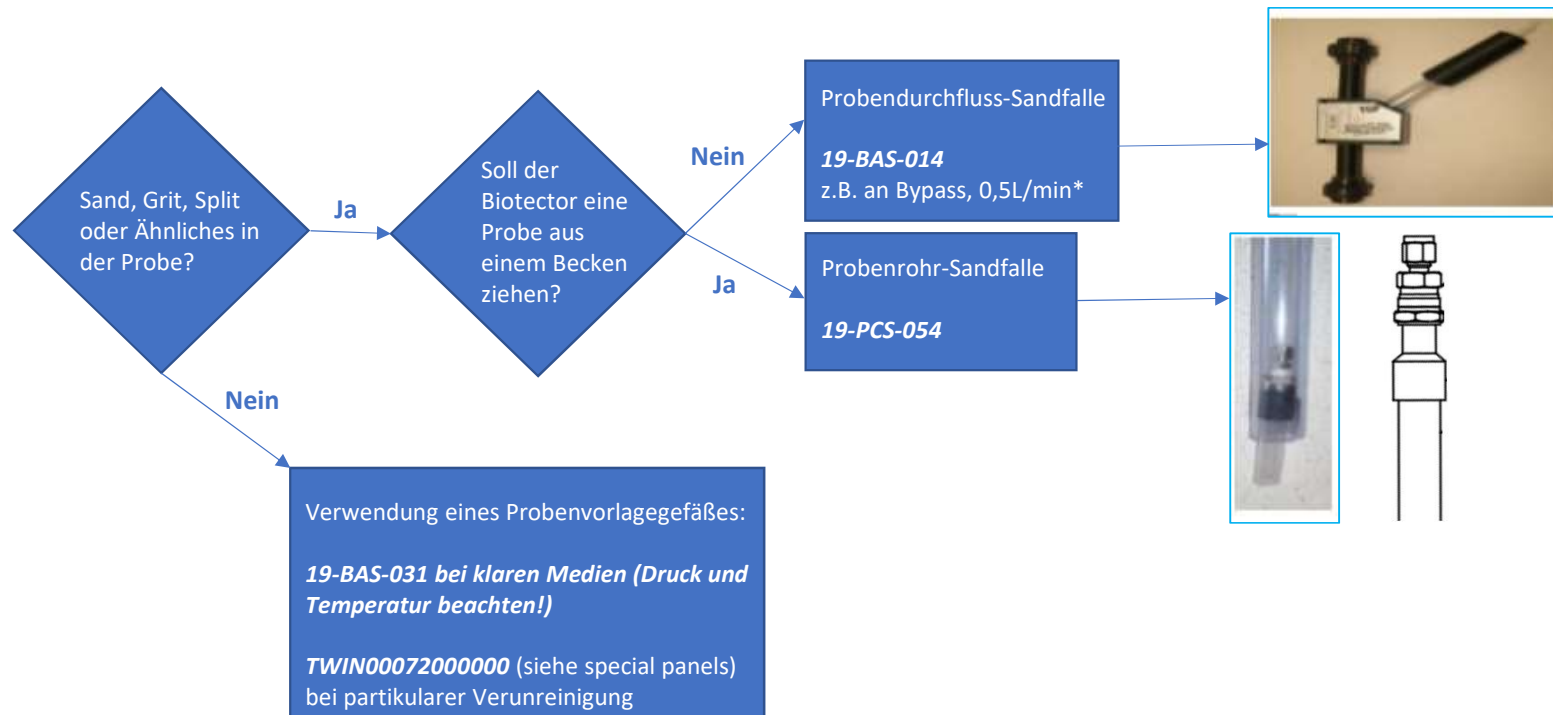 Sand, Grit, Split
oder Ähnliches in
der Probe?
Ja
Soll der
Biotector eine
Probe aus
einem Becken
ziehen?
Nein
Probendurchfluss-Sandfalle
19-BAS-014
z.B. an Bypass, 0,5L/min*
Ja
Probenrohr-Sandfalle
19-PCS-054
Nein
Verwendung eines Probenvorlagegefäßes:
19-BAS-031 bei klaren Medien (Druck und
Temperatur beachten!)
TWIN00072000000 (siehe special panels)
bei partikularer Verunreinigung